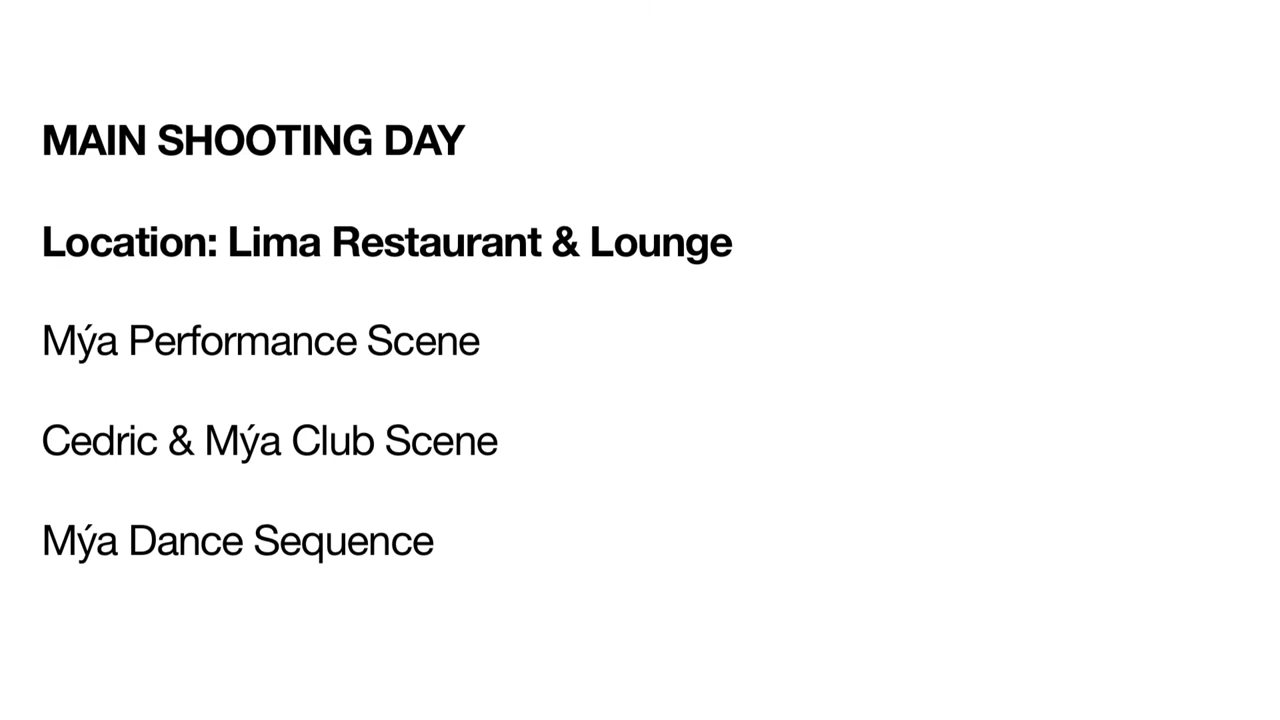 MAIN SHOOTING DAY
Location: Lima Restaurant & Lounge
Mýa Performance Scene
Cedric & Mýa Club Scene
Mýa Dance Sequence